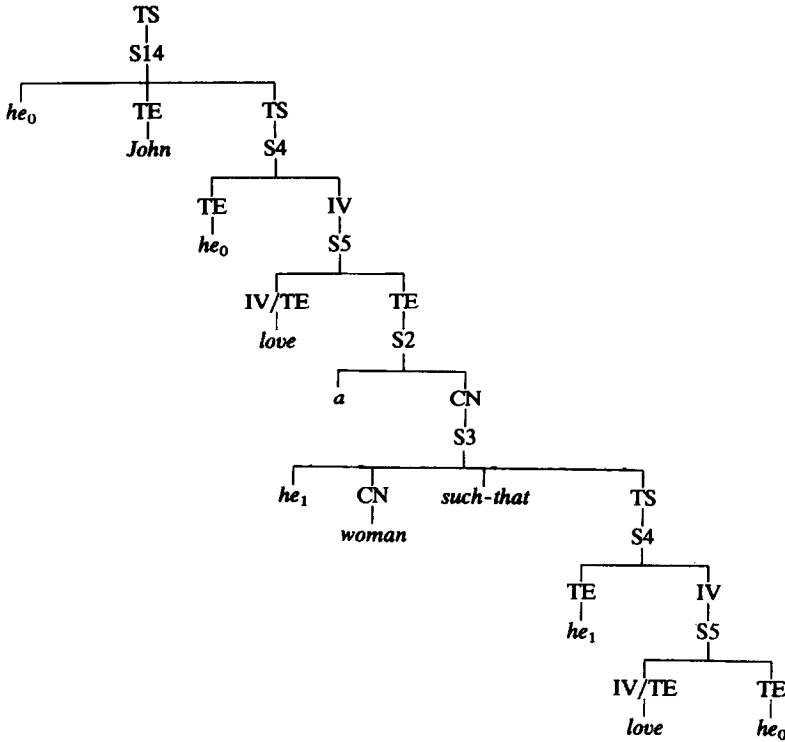 TS
S14
he₀ TE TS
John S4
TE IV
he₀ S5
IV/TE TE
love S2
a CN
S3
he₁ CN such-that TS
woman S4
TE IV
he₁ S5
IV/TE TE
love he₀